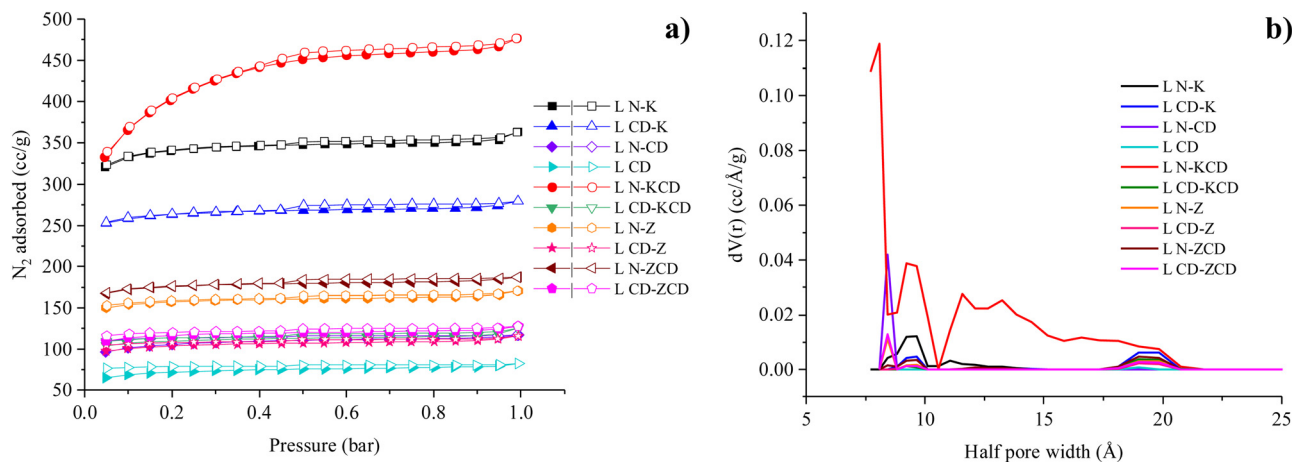 a)
500
450
400
350
300
250
200
150
100
50
N₂ adsorbed (cc/g)
0.0 0.2 0.4 0.6 0.8 1.0
Pressure (bar)
L N-K
L CD-K
L N-CD
L CD
L N-KCD
L CD-KCD
L N-Z
L CD-Z
L N-ZCD
L CD-ZCD
b)
0.12
0.10
0.08
0.06
0.04
0.02
0.00
dV(r) (cc/Å/g)
5 10 15 20 25
Half pore width (Å)
L N-K
L CD-K
L N-CD
L CD
L N-KCD
L CD-KCD
L N-Z
L CD-Z
L N-ZCD
L CD-ZCD